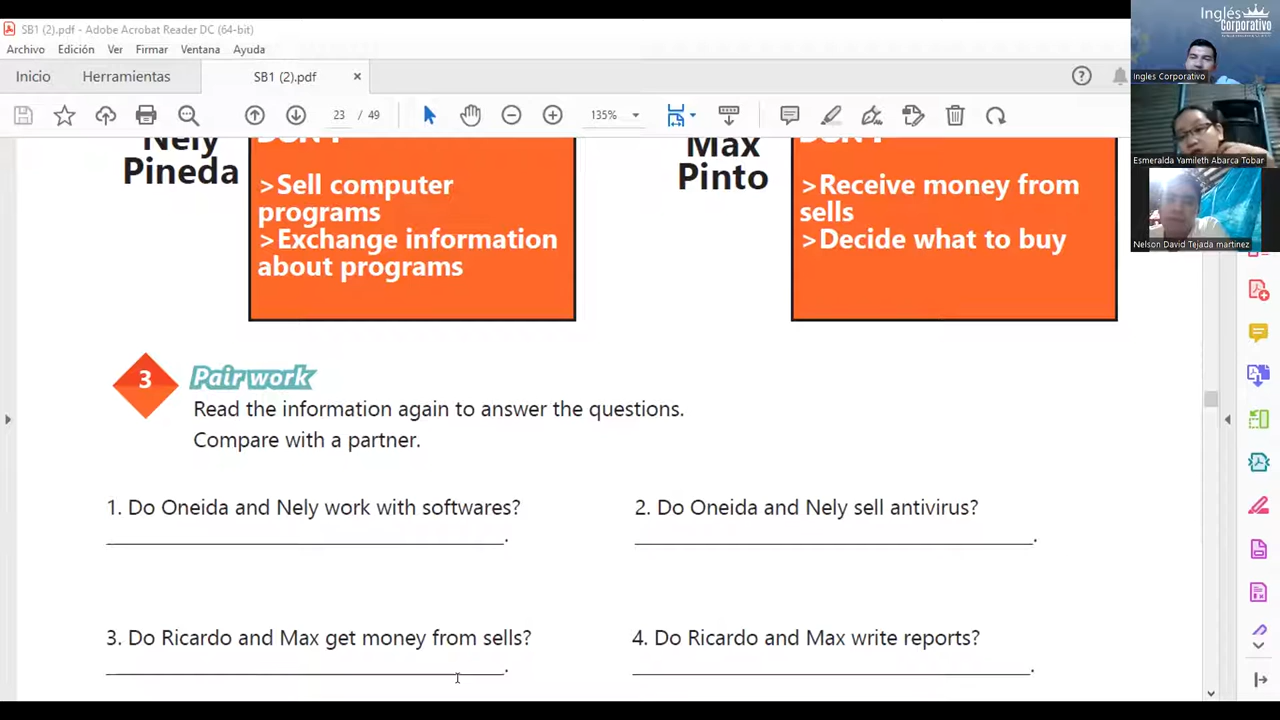 SB1 (2).pdf - Adobe Acrobat Reader DC (64-bit)
Archivo Edición Ver Firmar Ventana Ayuda
Inicio Herramientas SB1 (2).pdf ×
23 / 49 135%
Inglés
Corporativo
Ingles Corporativo
Esmeralda Yamileth Abarca Tobar
Nelson David Tejada martinez
Nely
Pineda
DON'T
>Sell computer
programs
>Exchange information
about programs
Max
Pinto
DON'T
>Receive money from
sells
>Decide what to buy
3 Pair work
Read the information again to answer the questions.
Compare with a partner.
1. Do Oneida and Nely work with softwares?
2. Do Oneida and Nely sell antivirus?
3. Do Ricardo and Max get money from sells?
4. Do Ricardo and Max write reports?